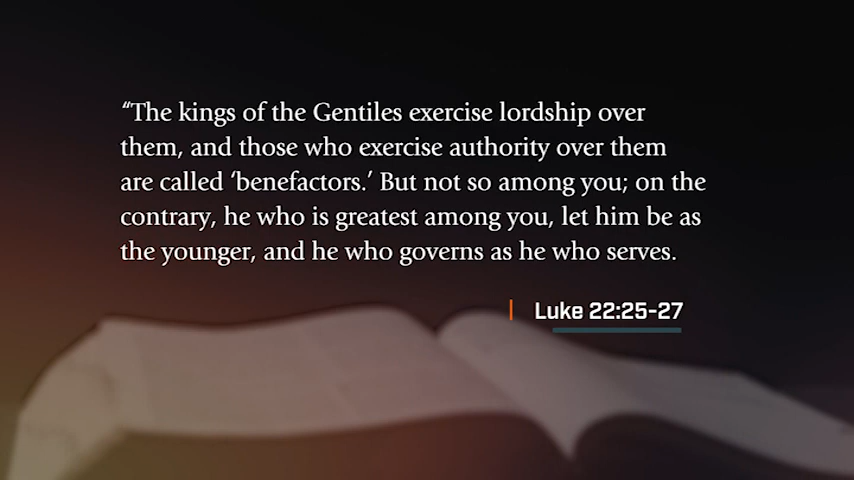 “The kings of the Gentiles exercise lordship over
them, and those who exercise authority over them
are called ‘benefactors.’ But not so among you; on the
contrary, he who is greatest among you, let him be as
the younger, and he who governs as he who serves.
Luke 22:25-27